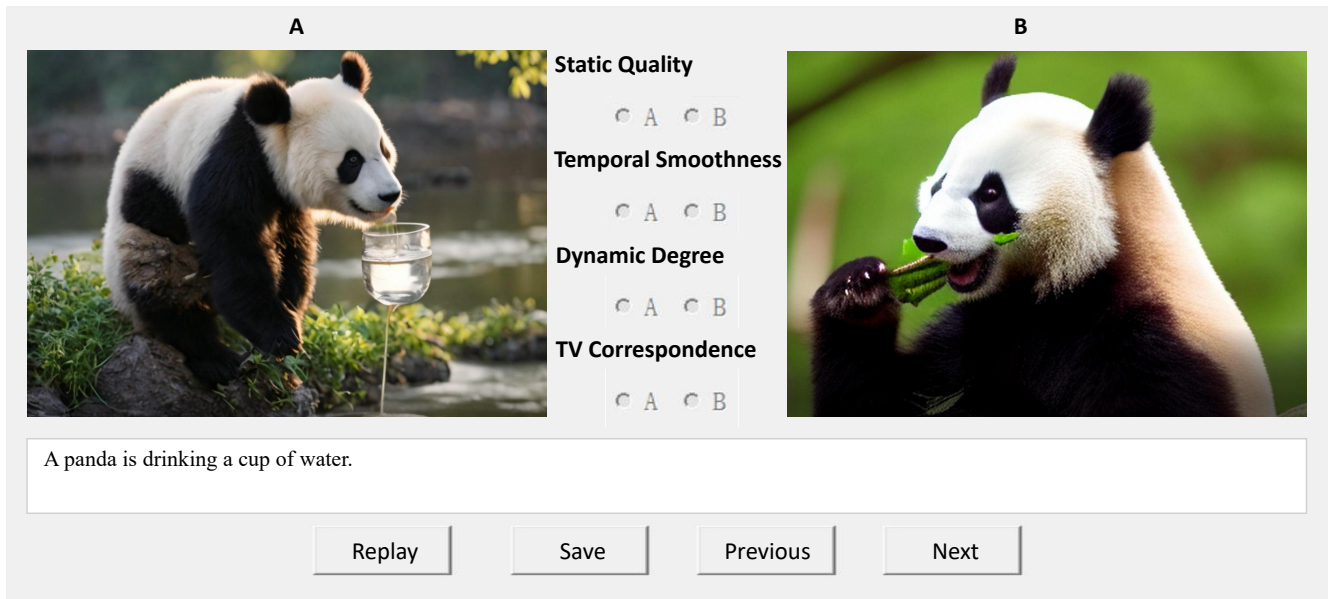 A
B
Static Quality
A B
Temporal Smoothness
A B
Dynamic Degree
A B
TV Correspondence
A B
A panda is drinking a cup of water.
Replay Save Previous Next